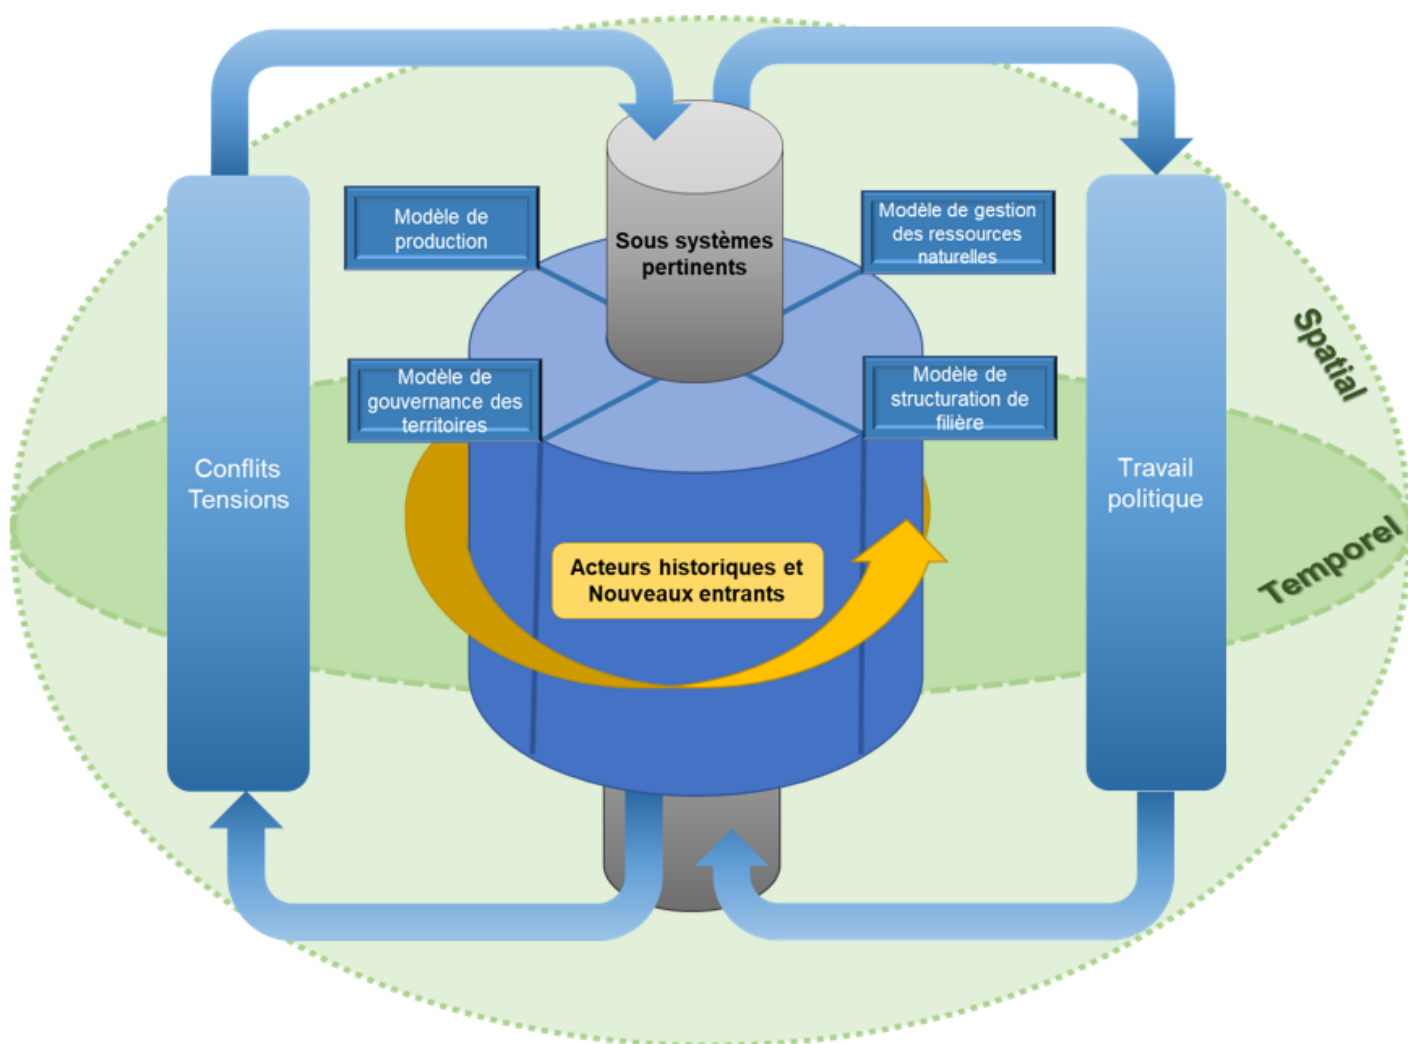 Modèle de
production
Sous systèmes
pertinents
Modèle de gestion
des ressources
naturelles
Spatial
Modèle de
gouvernance des
territoires
Modèle de
structuration de
filière
Conflits
Tensions
Travail
politique
Temporel
Acteurs historiques et
Nouveaux entrants